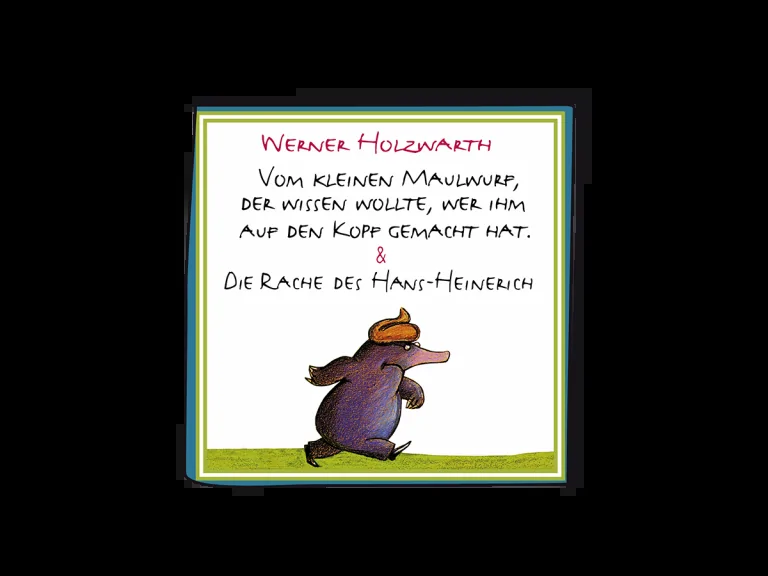 Werner Holzwarth
Vom kleinen Maulwurf,
der wissen wollte, wer ihm
auf den Kopf gemacht hat.
&
Die Rache des Hans-Heinerich